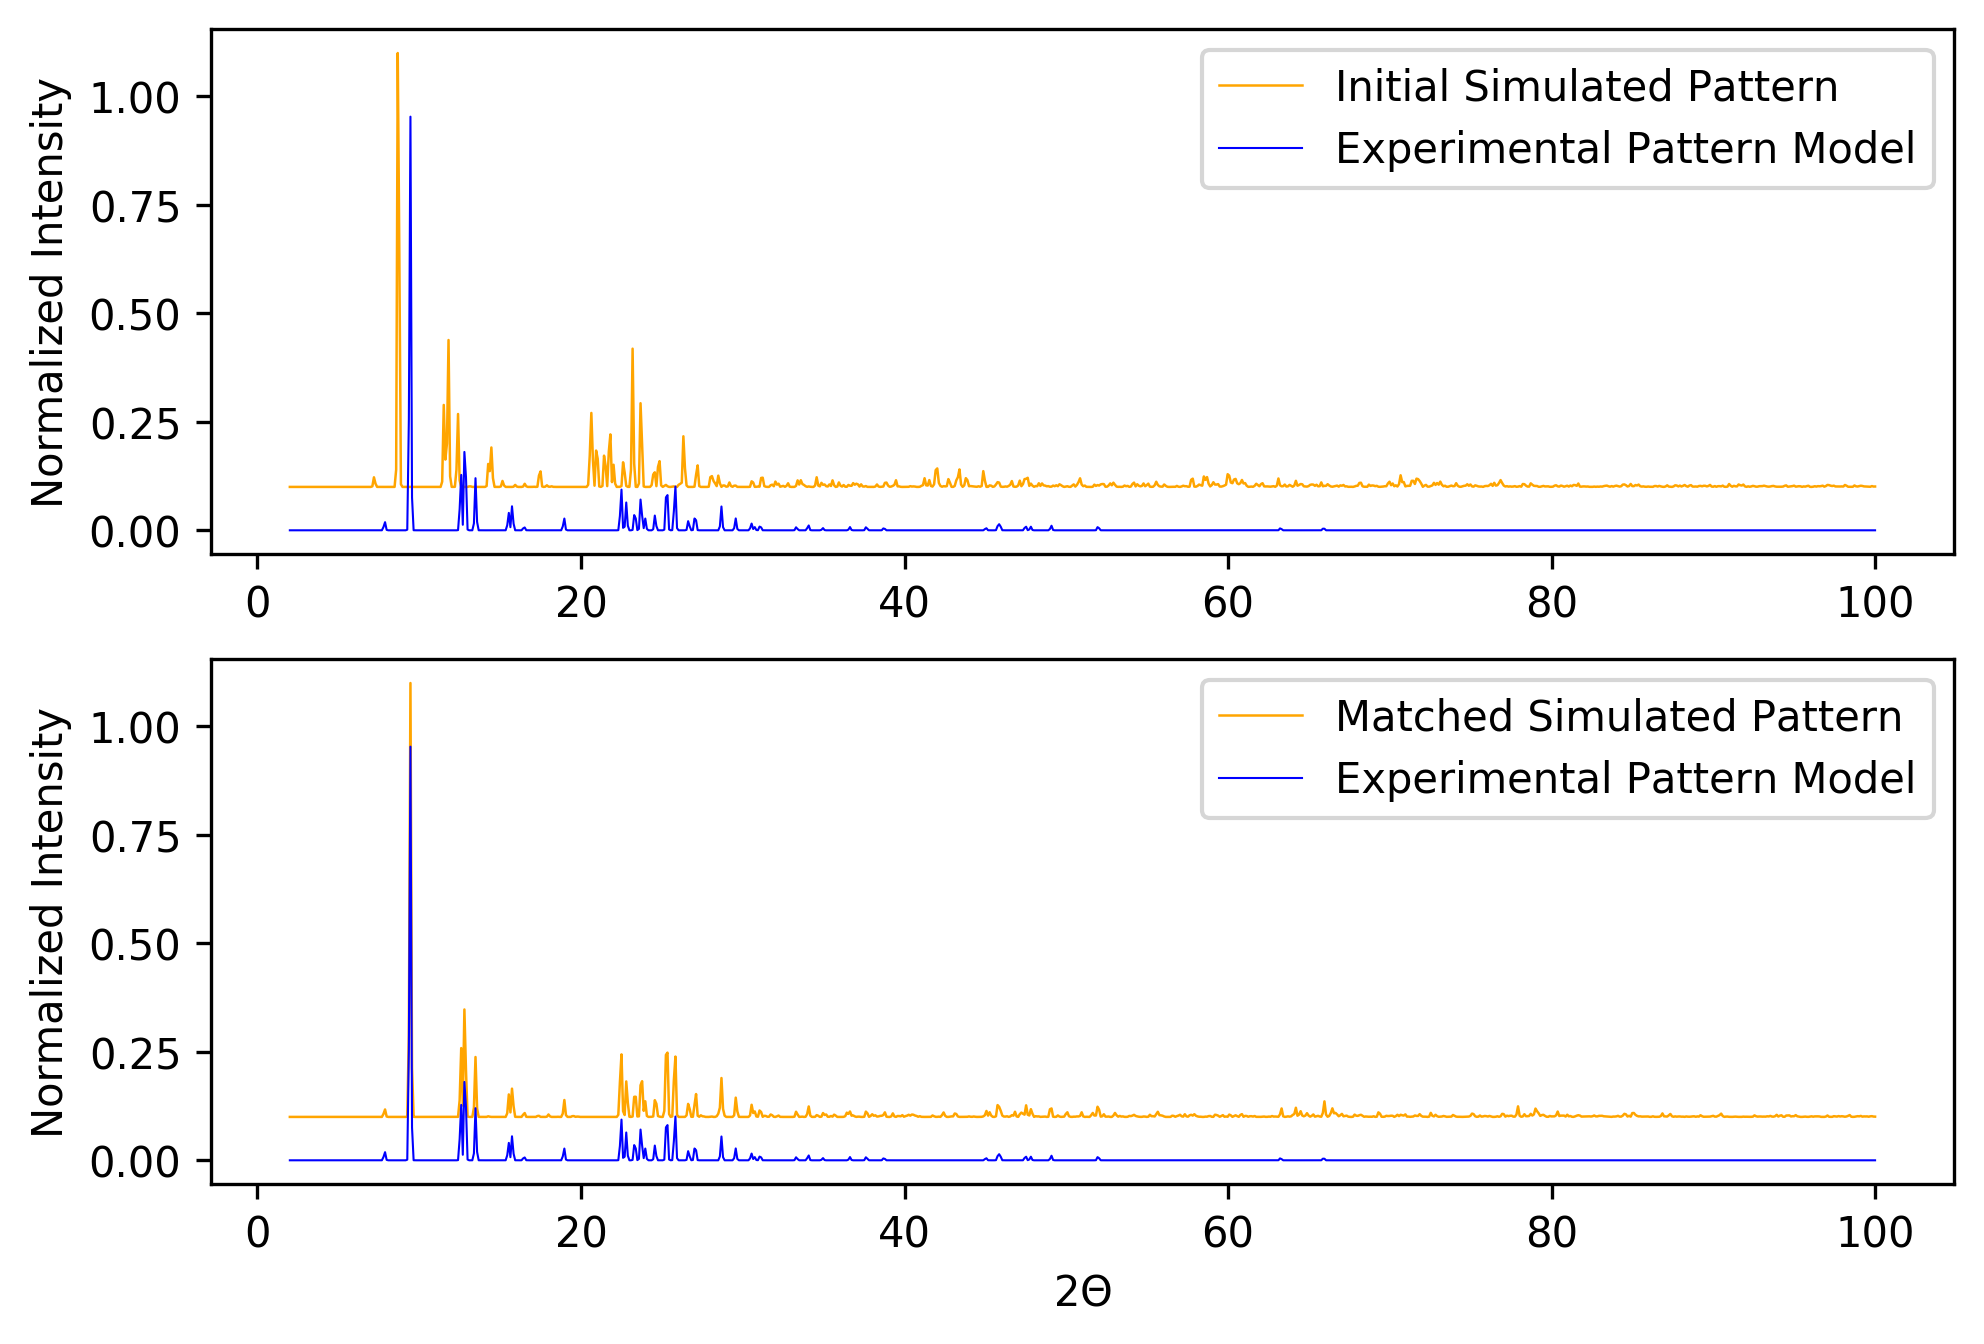 Normalized Intensity
1.00
0.75
0.50
0.25
0.00
0 20 40 60 80 100
Initial Simulated Pattern
Experimental Pattern Model
Normalized Intensity
1.00
0.75
0.50
0.25
0.00
0 20 40 60 80 100
Matched Simulated Pattern
Experimental Pattern Model
2Θ